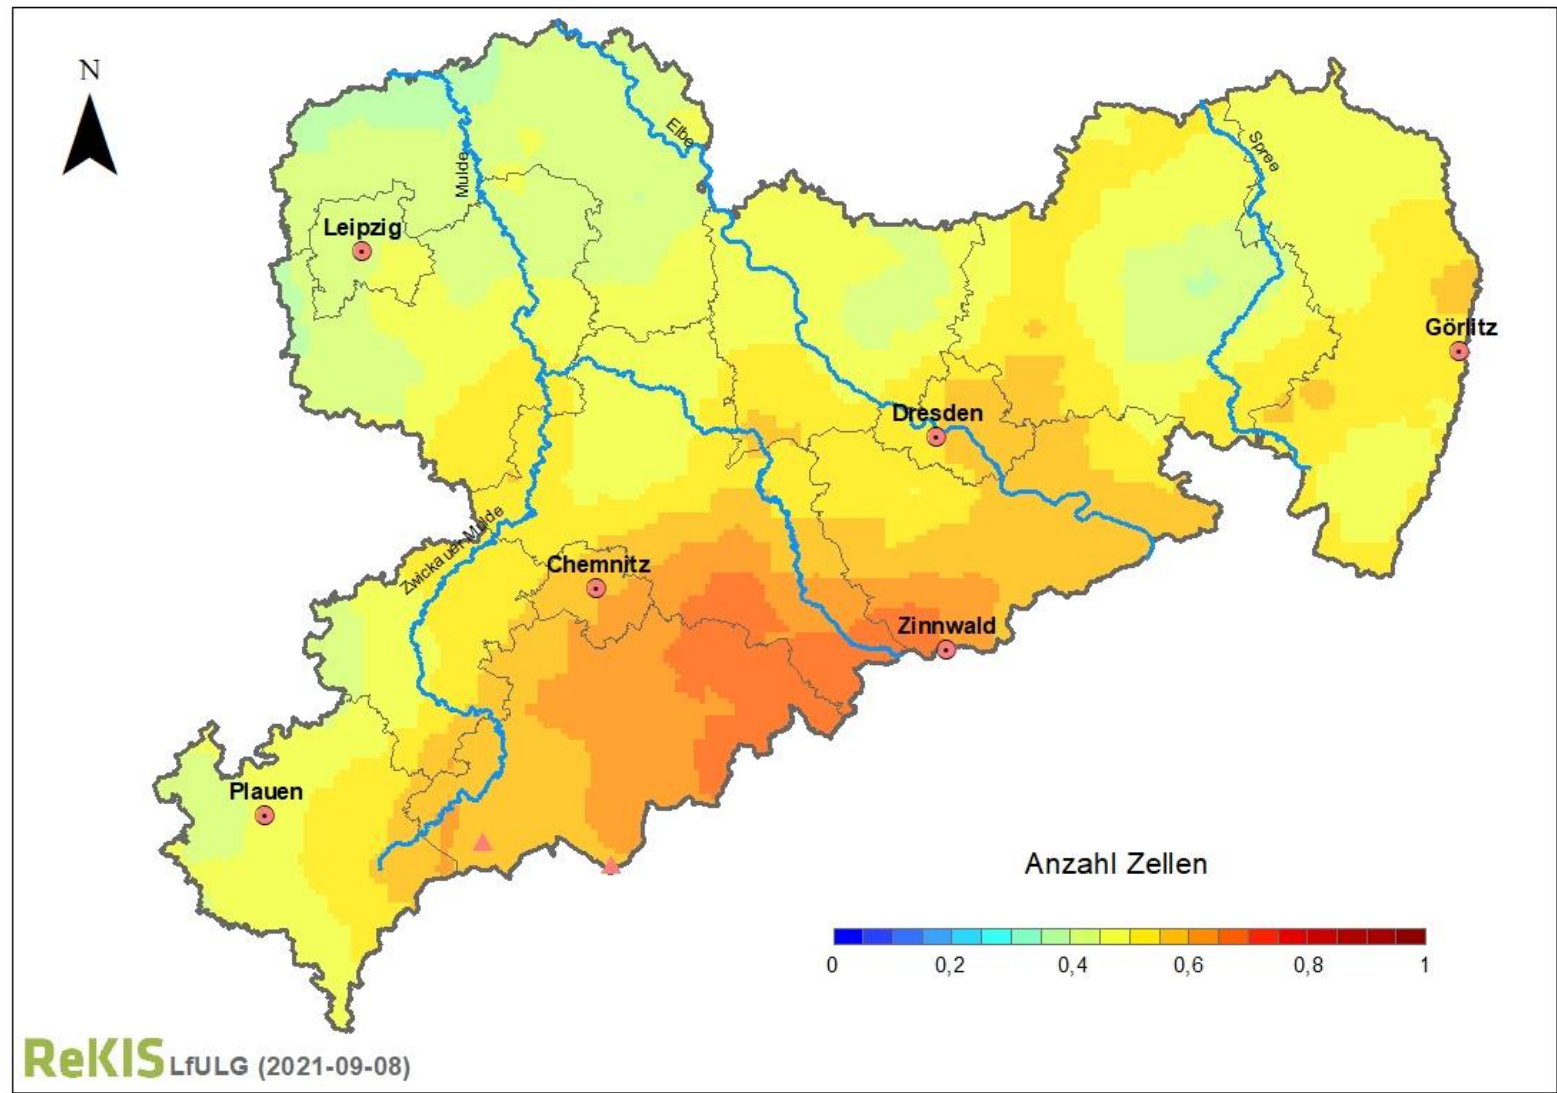 N
Elbe
Mulde
Spree
Leipzig
Görlitz
Dresden
Zwickauer Mulde
Chemnitz
Zinnwald
Plauen
Anzahl Zellen
0 0,2 0,4 0,6 0,8 1
ReKIS LfULG (2021-09-08)